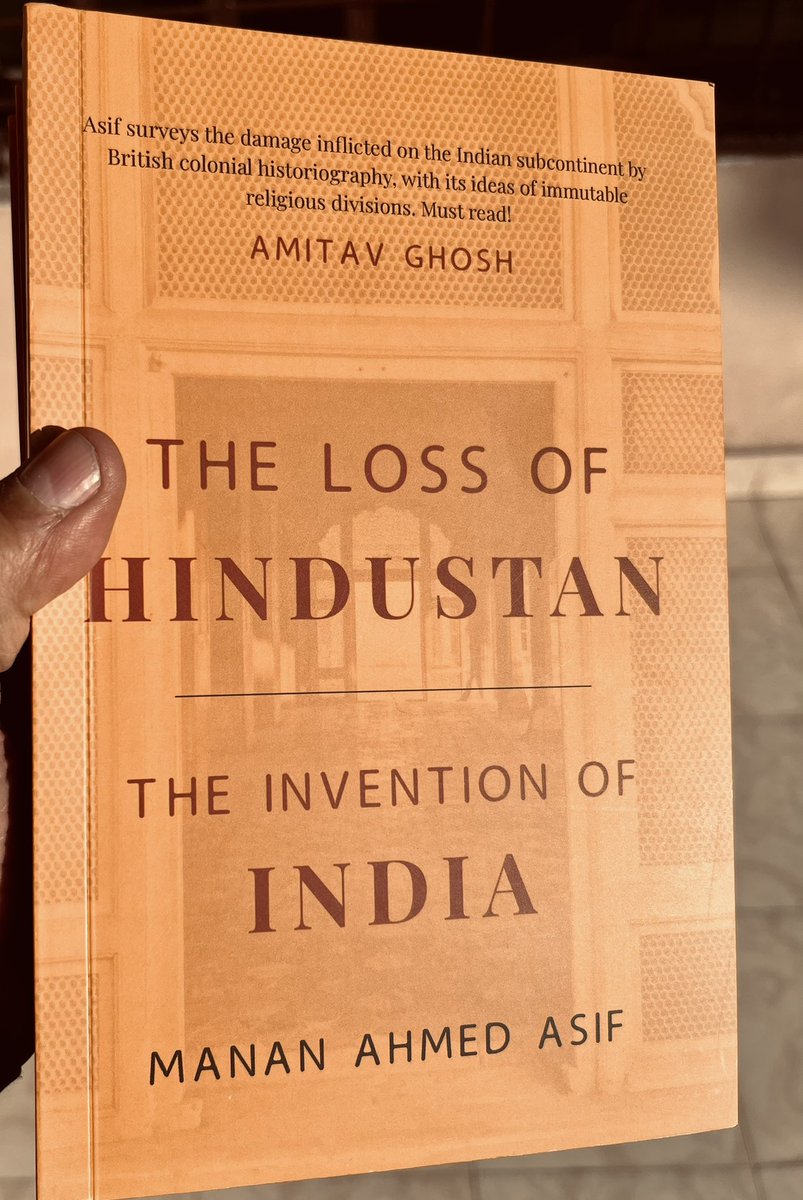 Asif surveys the damage inflicted on the Indian subcontinent by
British colonial historiography, with its ideas of immutable
religious divisions. Must read!
AMITAV GHOSH
THE LOSS OF
HINDUSTAN
THE INVENTION OF
INDIA
MANAN AHMED ASIF